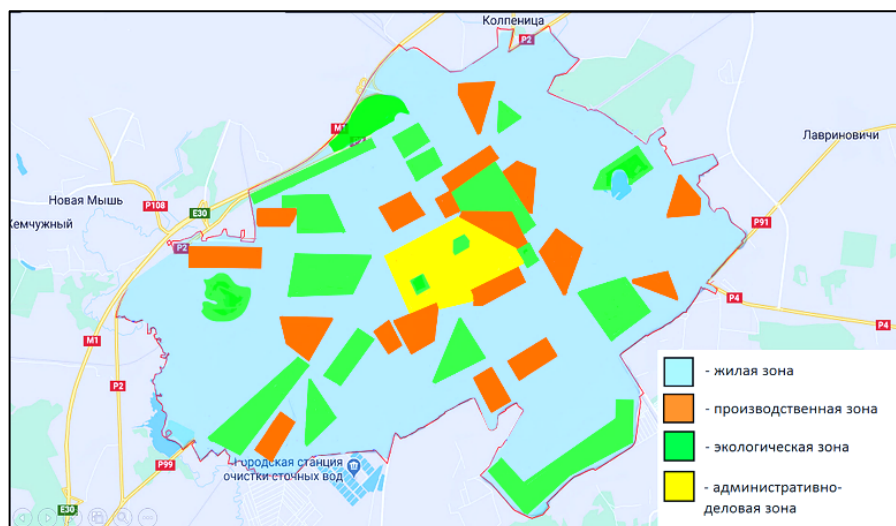 Колпеница
P2
M1
Лавриновичи
Новая Мышь
P108
Жемчужный
E30
P91
P2
P4
P4
M1
P2
- жилая зона
- производственная зона
- экологическая зона
- административно-
деловая зона
P99
Городская станция
очистки сточных вод
E30